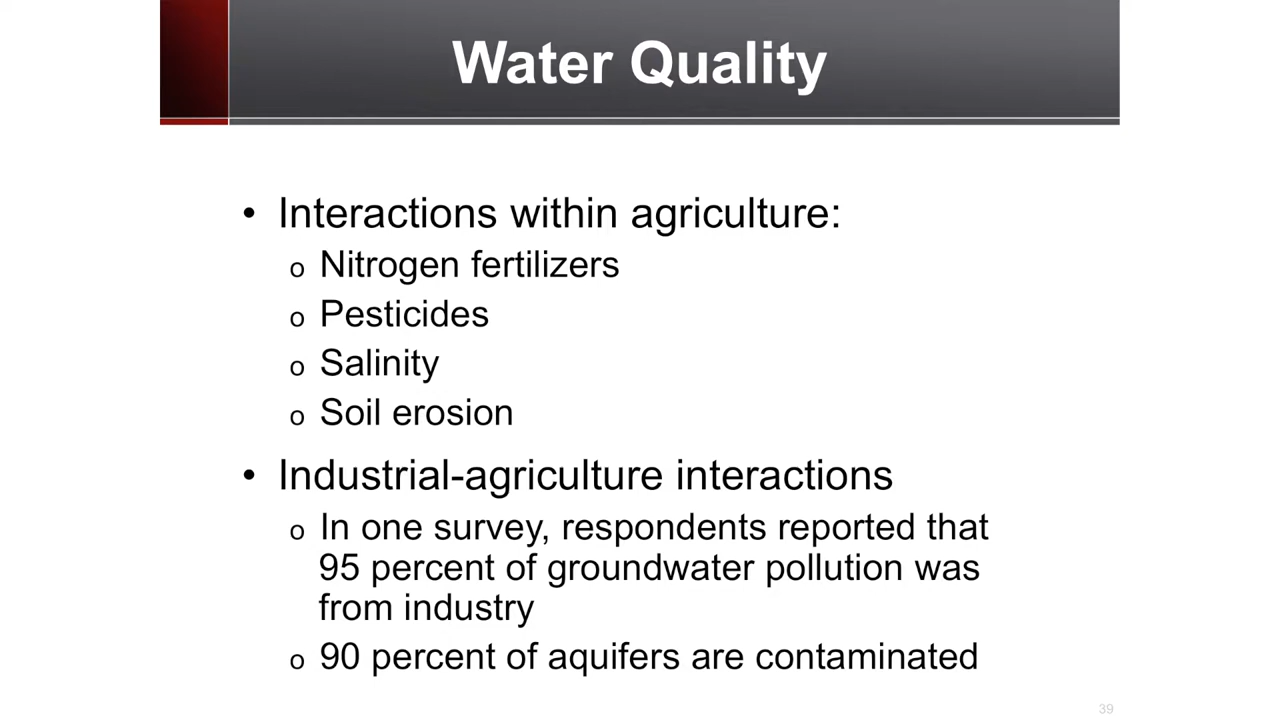 Water Quality
• Interactions within agriculture:
o Nitrogen fertilizers
o Pesticides
o Salinity
o Soil erosion
• Industrial-agriculture interactions
o In one survey, respondents reported that
95 percent of groundwater pollution was
from industry
o 90 percent of aquifers are contaminated
39